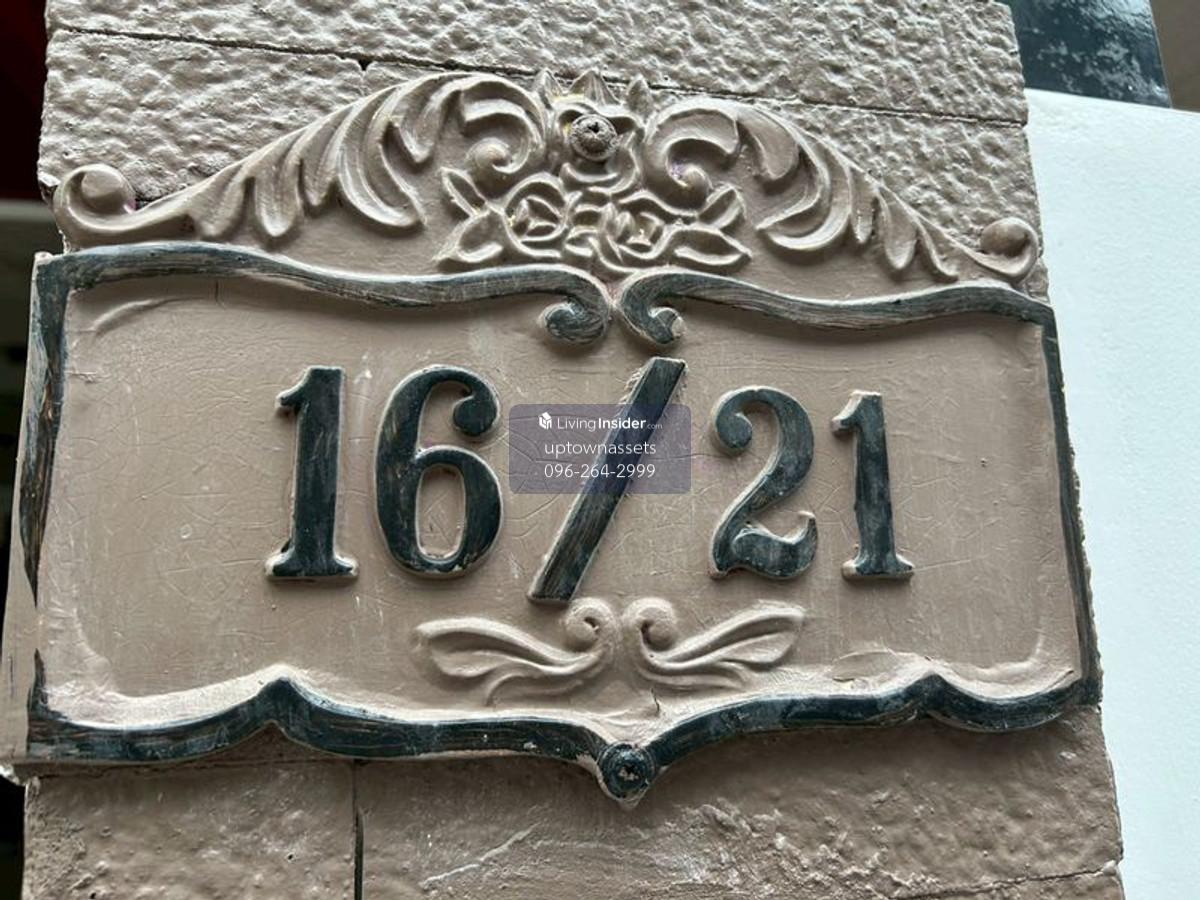 16/21
LivingInsider.com
uptownassets
096-264-2999